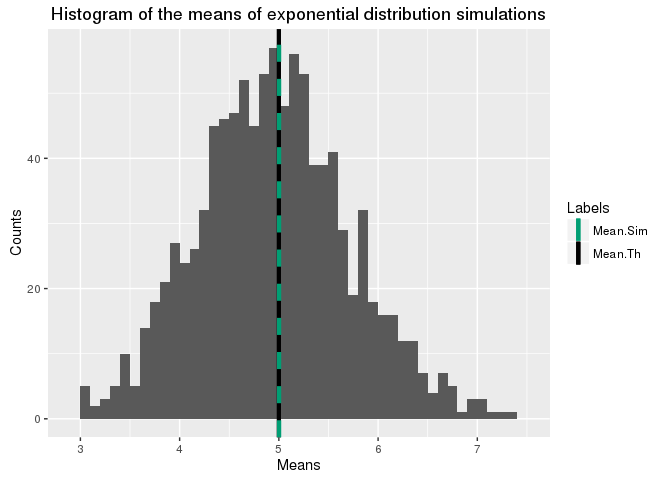 Histogram of the means of exponential distribution simulations
40
20
0
Counts
3 4 5 6 7
Means
Labels
Mean.Sim
Mean.Th